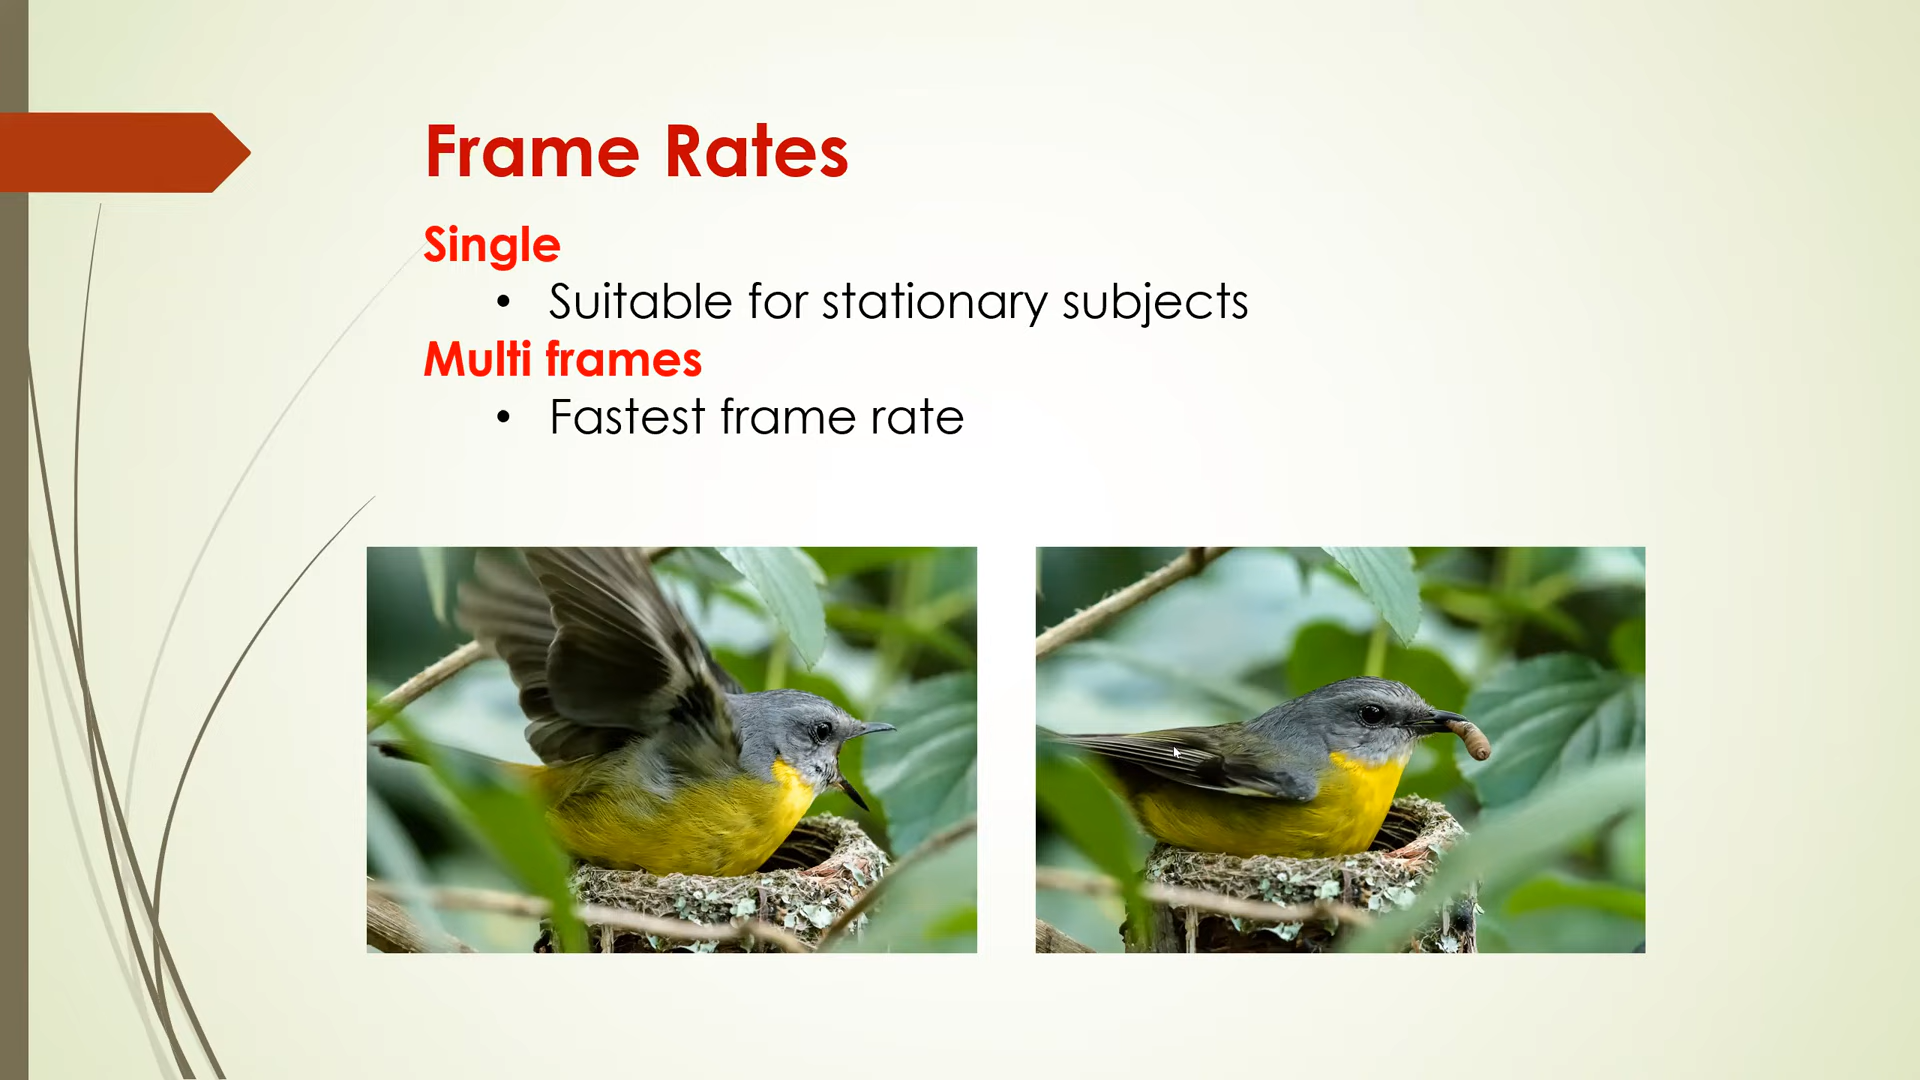 Frame Rates
Single
• Suitable for stationary subjects
Multi frames
• Fastest frame rate